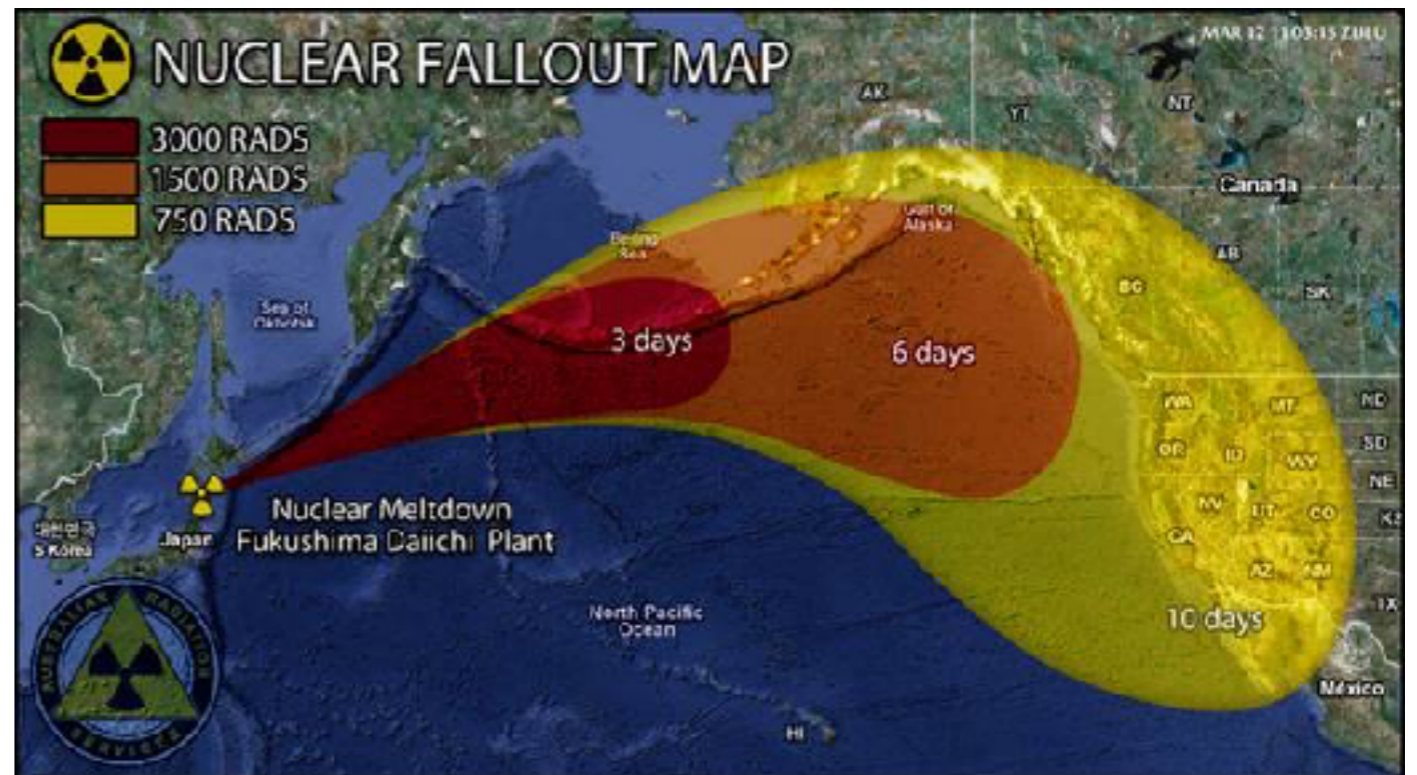 NUCLEAR FALLOUT MAP
3000 RADS
1500 RADS
750 RADS
MAR 12 03:15 ZULU
AK
YT
NT
Canada
Gulf of
Alaska
Bering
Sea
AB
BC
SK
Sea of
Okhotsk
3 days
6 days
WA
MT
ND
OR
ID
WY
SD
NE
NV
UT
CO
KS
CA
AZ
NM
TX
10 days
Nuclear Meltdown
Fukushima Daiichi Plant
Japan
대한민국
S Korea
North Pacific
Ocean
HI
México
AUSTRALIAN RADIATION
SERVICES